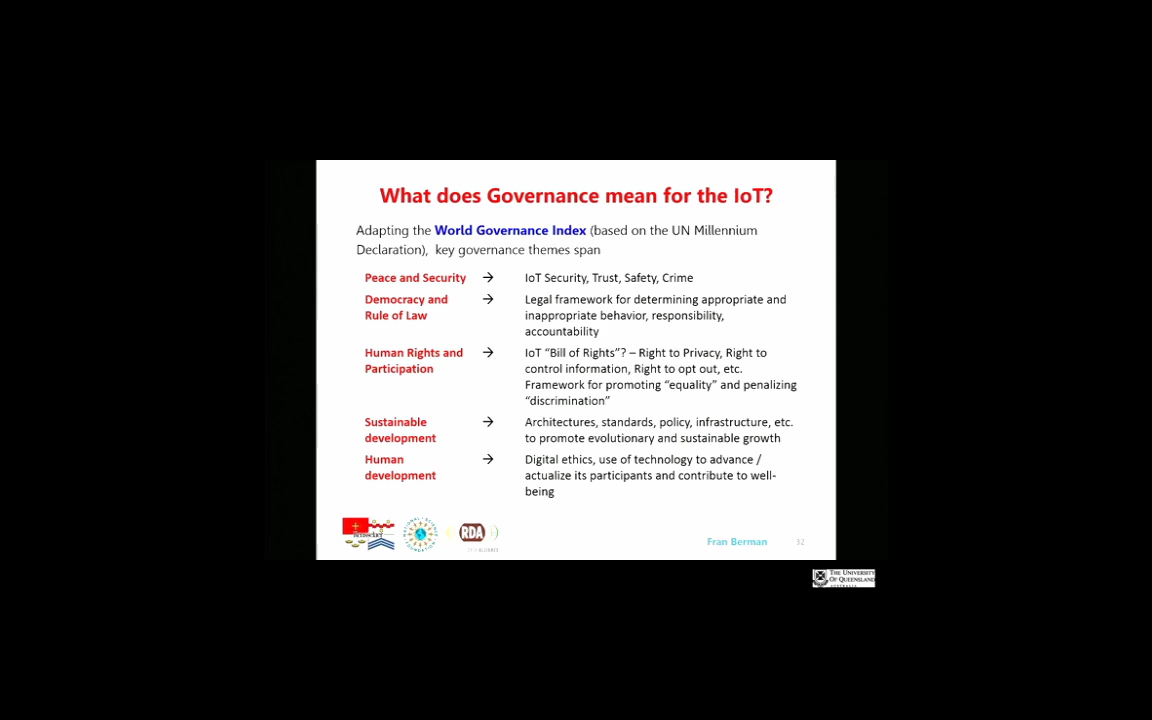 What does Governance mean for the IoT?
Adapting the World Governance Index (based on the UN Millennium
Declaration), key governance themes span
Peace and Security → IoT Security, Trust, Safety, Crime
Democracy and → Legal framework for determining appropriate and
Rule of Law inappropriate behavior, responsibility,
accountability
Human Rights and → IoT “Bill of Rights”? – Right to Privacy, Right to
Participation control information, Right to opt out, etc.
Framework for promoting “equality” and penalizing
“discrimination”
Sustainable → Architectures, standards, policy, infrastructure, etc.
development to promote evolutionary and sustainable growth
Human → Digital ethics, use of technology to advance /
development actualize its participants and contribute to well-
being
RDA
Fran Berman 32
THE UNIVERSITY
OF QUEENSLAND
AUSTRALIA